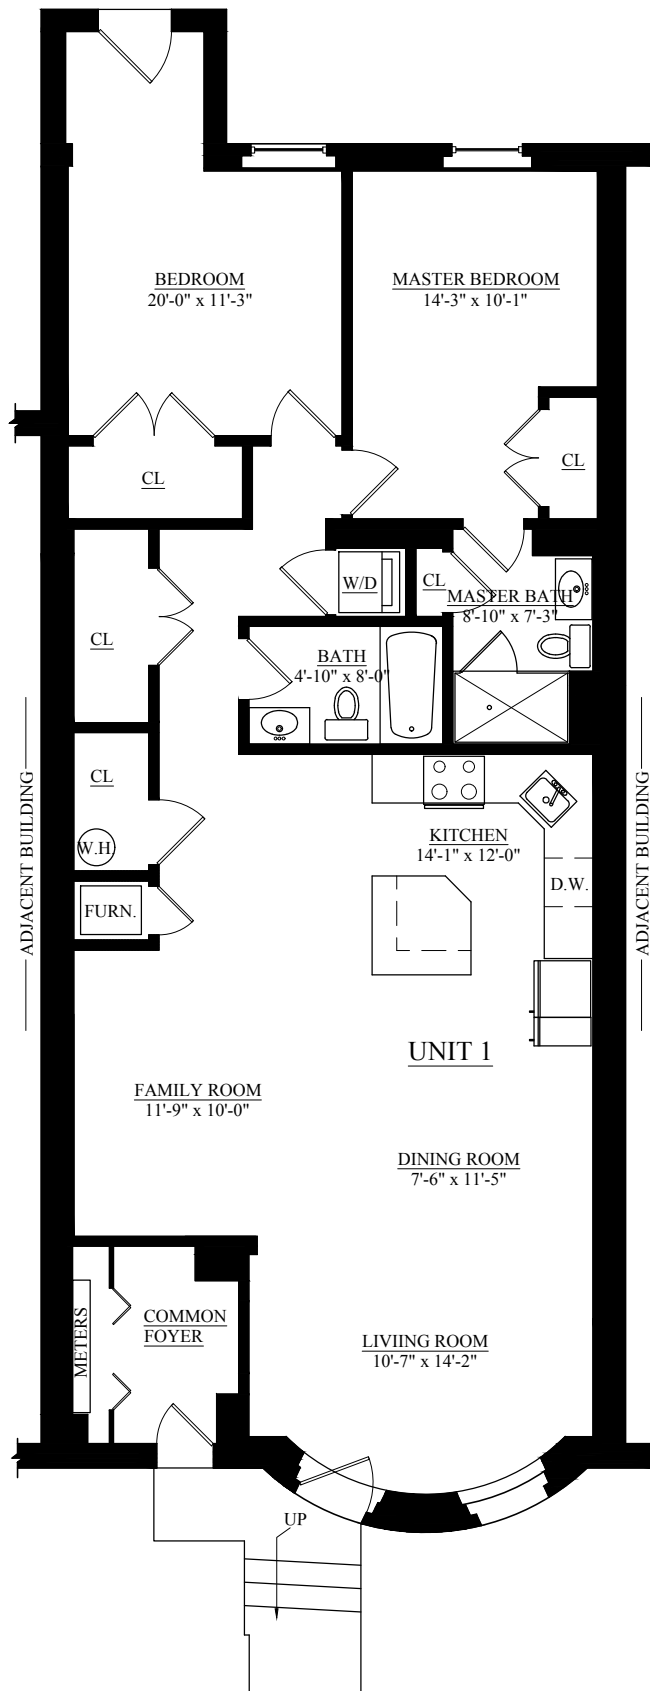 BEDROOM
20'-0" x 11'-3"
MASTER BEDROOM
14'-3" x 10'-1"
CL
CL
W/D
CL
MASTER BATH
8'-10" x 7'-3"
CL
BATH
4'-10" x 8'-0"
CL
W.H
FURN.
KITCHEN
14'-1" x 12'-0"
D.W.
ADJACENT BUILDING
ADJACENT BUILDING
UNIT 1
FAMILY ROOM
11'-9" x 10'-0"
DINING ROOM
7'-6" x 11'-5"
METERS
COMMON
FOYER
LIVIING ROOM
10'-7" x 14'-2"
UP